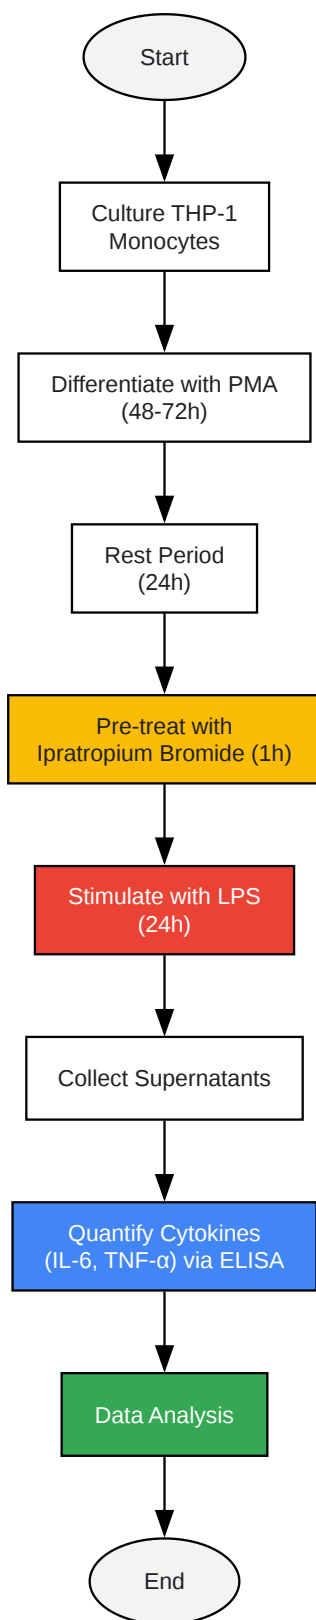 Start
Culture THP-1
Monocytes
Differentiate with PMA
(48-72h)
Rest Period
(24h)
Pre-treat with
Ipratropium Bromide (1h)
Stimulate with LPS
(24h)
Collect Supernatants
Quantify Cytokines
(IL-6, TNF-α) via ELISA
Data Analysis
End